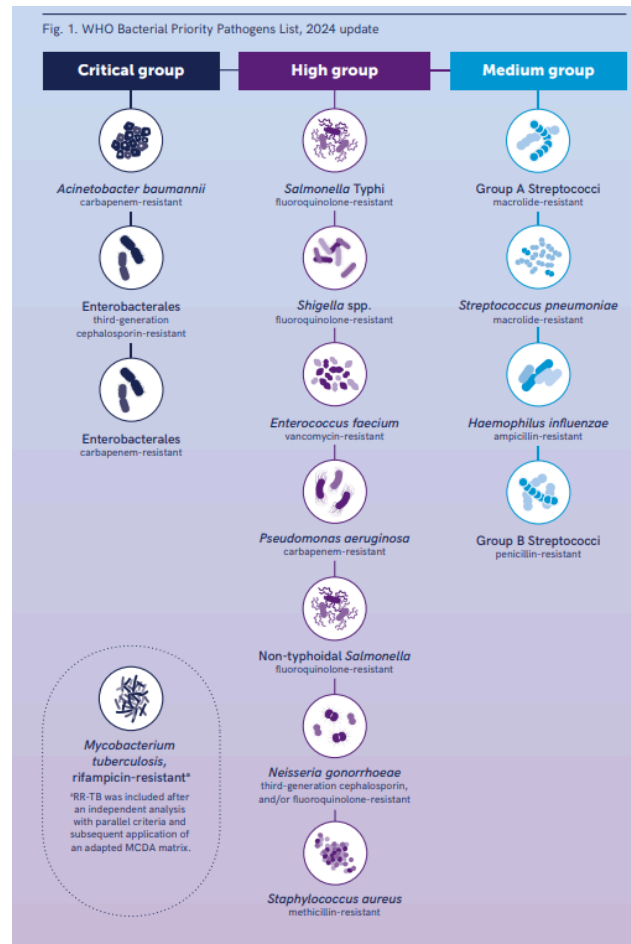 Fig. 1. WHO Bacterial Priority Pathogens List, 2024 update
Critical group
Acinetobacter baumannii
carbapenem-resistant
Enterobacterales
third-generation
cephalosporin-resistant
Enterobacterales
carbapenem-resistant
Mycobacterium
tuberculosis,
rifampicin-resistantᵃ
ᵃRR-TB was included after
an independent analysis
with parallel criteria and
subsequent application of
an adapted MCDA matrix.
High group
Salmonella Typhi
fluoroquinolone-resistant
Shigella spp.
fluoroquinolone-resistant
Enterococcus faecium
vancomycin-resistant
Pseudomonas aeruginosa
carbapenem-resistant
Non-typhoidal Salmonella
fluoroquinolone-resistant
Neisseria gonorrhoeae
third-generation cephalosporin,
and/or fluoroquinolone-resistant
Staphylococcus aureus
methicillin-resistant
Medium group
Group A Streptococci
macrolide-resistant
Streptococcus pneumoniae
macrolide-resistant
Haemophilus influenzae
ampicillin-resistant
Group B Streptococci
penicillin-resistant